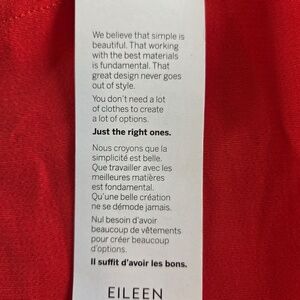 We believe that simple is
beautiful. That working
with the best materials
is fundamental. That
great design never goes
out of style.
You don't need a lot
of clothes to create
a lot of options.
Just the right ones.
Nous croyons que la
simplicité est belle.
Que travailler avec les
meilleures matières
est fondamental.
Qu'une belle création
ne se démode jamais.
Nul besoin d'avoir
beaucoup de vêtements
pour créer beaucoup
d'options.
Il suffit d'avoir les bons.
EILEEN